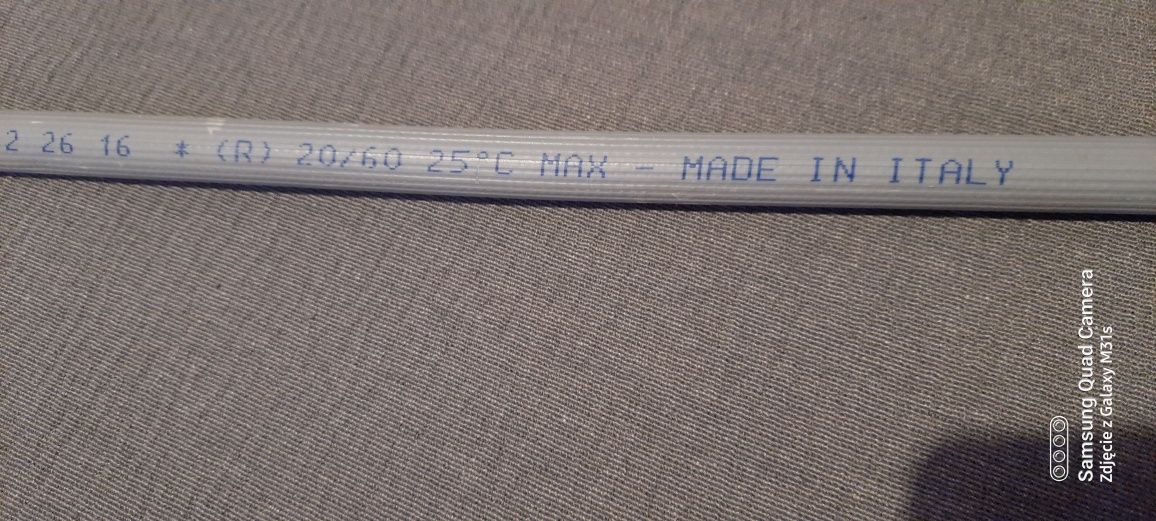 2 26 16 * (R) 20/60 25°C MAX - MADE IN ITALY
Samsung Quad Camera
Zdjęcie z Galaxy M31s